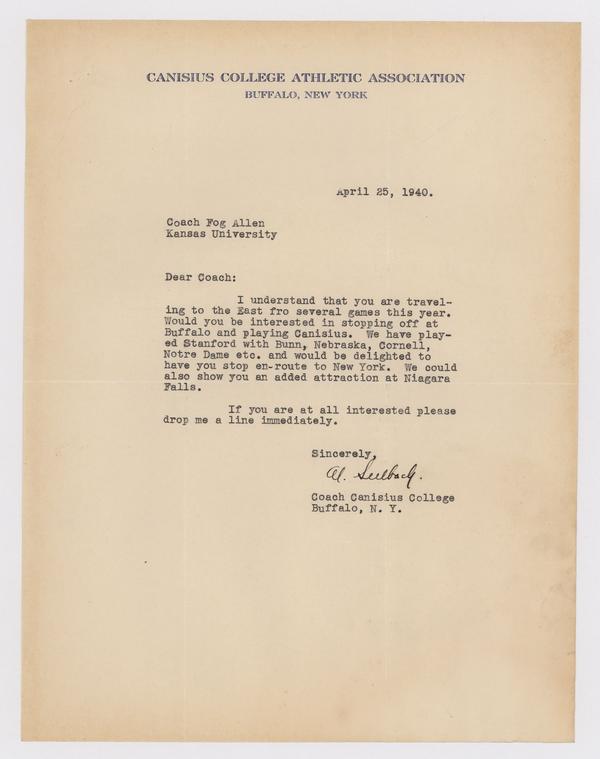 CANISIUS COLLEGE ATHLETIC ASSOCIATION
BUFFALO, NEW YORK
April 25, 1940.
Coach Fog Allen
Kansas University
Dear Coach:
I understand that you are travel-
ing to the East fro several games this year.
Would you be interested in stopping off at
Buffalo and playing Canisius. We have play-
ed Stanford with Bunn, Nebraska, Cornell,
Notre Dame etc. and would be delighted to
have you stop en-route to New York. We could
also show you an added attraction at Niagara
Falls.
If you are at all interested please
drop me a line immediately.
Sincerely,
Al. Seelbach.
Coach Canisius College
Buffalo, N. Y.